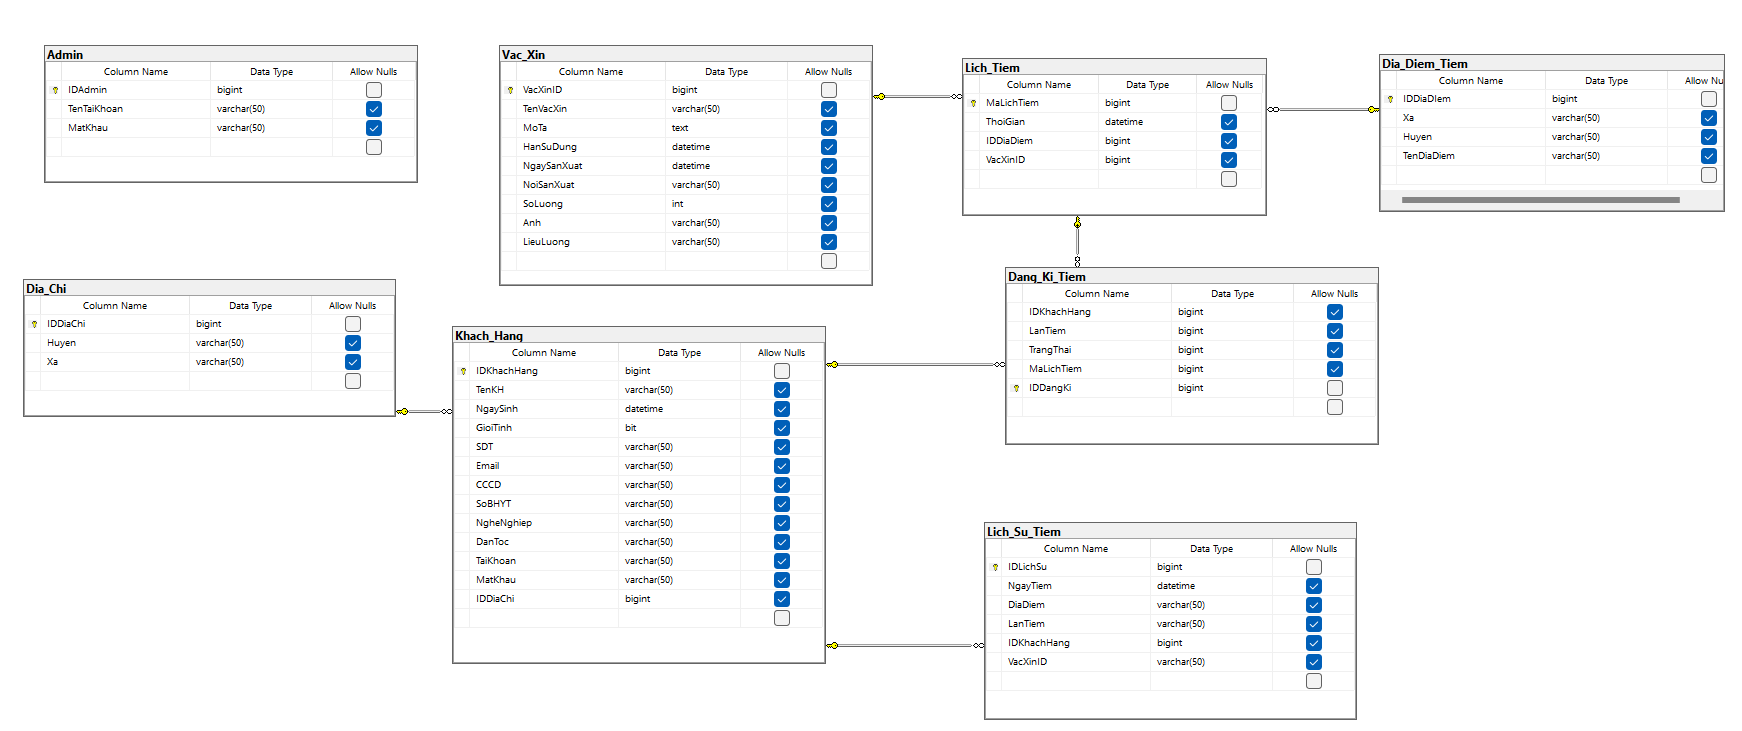 Admin
Column Name Data Type Allow Nulls
IDAdmin bigint
TenTaiKhoan varchar(50)
MatKhau varchar(50)
Vac_Xin
Column Name Data Type Allow Nulls
VacXinID bigint
TenVacXin varchar(50)
MoTa text
HanSuDung datetime
NgaySanXuat datetime
NoiSanXuat varchar(50)
SoLuong int
Anh varchar(50)
LieuLuong varchar(50)
Lich_Tiem
Column Name Data Type Allow Nulls
MaLichTiem bigint
ThoiGian datetime
IDDiaDiem bigint
VacXinID bigint
Dia_Diem_Tiem
Column Name Data Type Allow Nu
IDDiaDIem bigint
Xa varchar(50)
Huyen varchar(50)
TenDiaDiem varchar(50)
Dia_Chi
Column Name Data Type Allow Nulls
IDDiaChi bigint
Huyen varchar(50)
Xa varchar(50)
Khach_Hang
Column Name Data Type Allow Nulls
IDKhachHang bigint
TenKH varchar(50)
NgaySinh datetime
GioiTinh bit
SDT varchar(50)
Email varchar(50)
CCCD varchar(50)
SoBHYT varchar(50)
NgheNghiep varchar(50)
DanToc varchar(50)
TaiKhoan varchar(50)
MatKhau varchar(50)
IDDiaChi bigint
Dang_Ki_Tiem
Column Name Data Type Allow Nulls
IDKhachHang bigint
LanTiem bigint
TrangThai bigint
MaLichTiem bigint
IDDangKi bigint
Lich_Su_Tiem
Column Name Data Type Allow Nulls
IDLichSu bigint
NgayTiem datetime
DiaDiem varchar(50)
LanTiem varchar(50)
IDKhachHang bigint
VacXinID varchar(50)